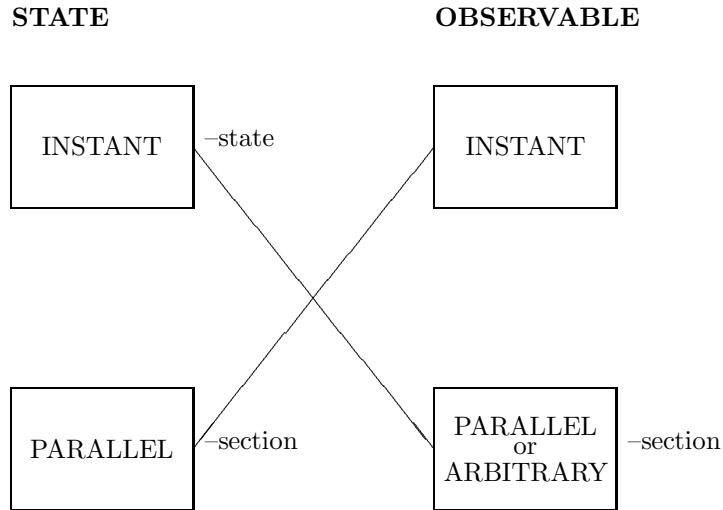 STATE
OBSERVABLE
INSTANT
–state
INSTANT
PARALLEL
–section
PARALLEL
or
ARBITRARY
–section